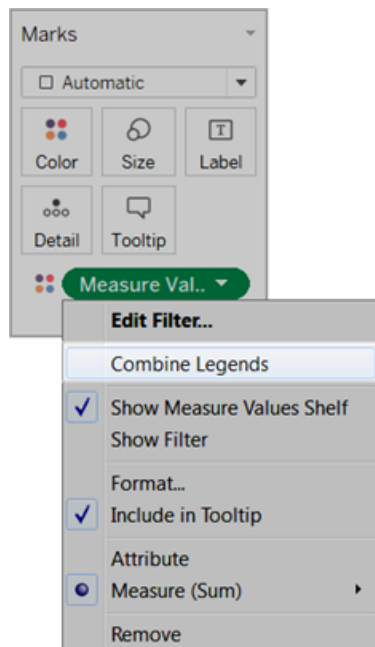 Marks
Automatic
Color Size Label
T
Detail Tooltip
Measure Val..
Edit Filter...
Combine Legends
Show Measure Values Shelf
Show Filter
Format...
Include in Tooltip
Attribute
Measure (Sum)
Remove